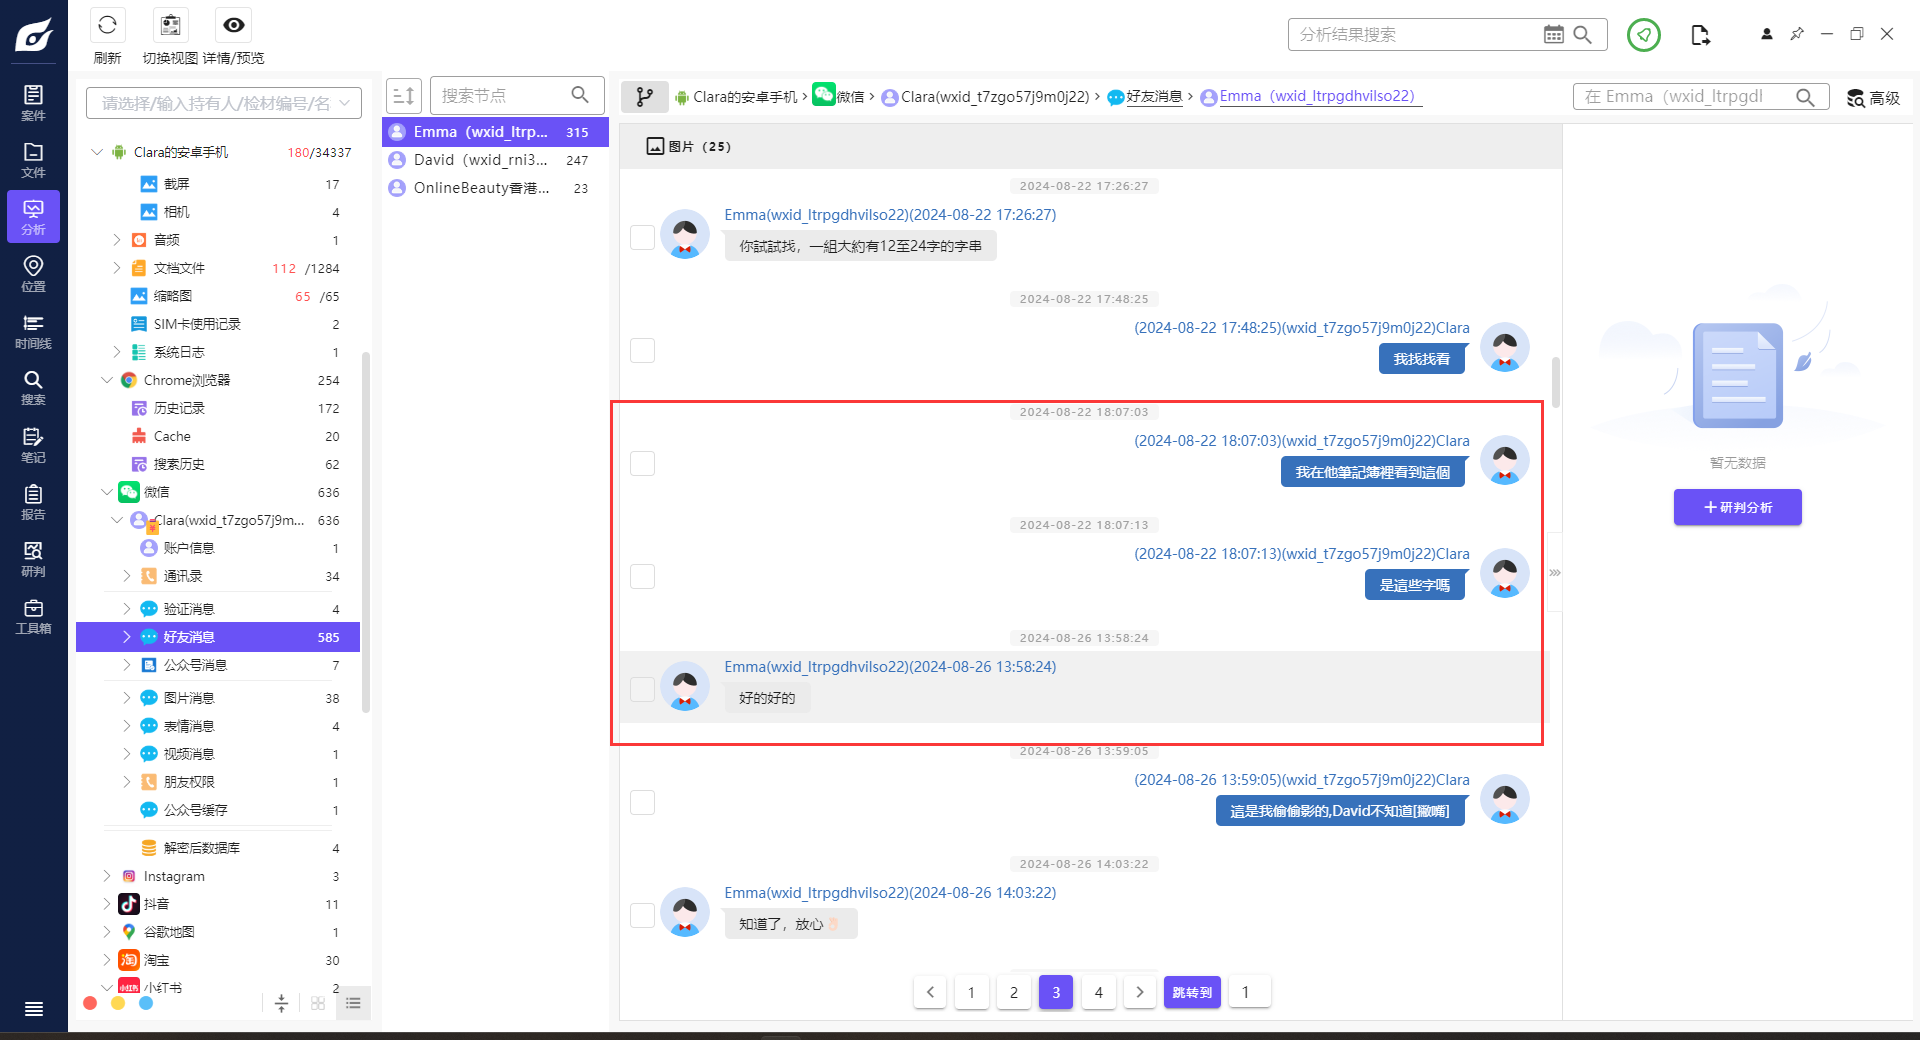 刷新
切换视图
详情/预览
分析结果搜索
案件
文件
分析
位置
时间线
搜索
笔记
报告
研判
工具箱
请选择/输入持有人/检材编号/名
Clara的安卓手机 180/34337
截屏 17
相机 4
音频 1
文档文件 112 /1284
缩略图 65 /65
SIM卡使用记录 2
系统日志 1
Chrome浏览器 254
历史记录 172
Cache 20
搜索历史 62
微信 636
Clara(wxid_t7zgo57j9m... 636
账户信息 1
通讯录 34
验证消息 4
好友消息 585
公众号消息 7
图片消息 38
表情消息 4
视频消息 1
朋友权限 1
公众号缓存 1
解密后数据库 4
Instagram 3
抖音 11
谷歌地图 1
淘宝 30
小红书 2
搜索节点
Emma（wxid_ltrp... 315
David（wxid_rni3... 247
OnlineBeauty香港... 23
Clara的安卓手机 › 微信 › Clara(wxid_t7zgo57j9m0j22) › 好友消息 › Emma（wxid_ltrpgdhvilso22）
在 Emma（wxid_ltrpgdl
高级
图片（25）
2024-08-22 17:26:27
Emma(wxid_ltrpgdhvilso22)(2024-08-22 17:26:27)
你試試找，一組大約有12至24字的字串
2024-08-22 17:48:25
(2024-08-22 17:48:25)(wxid_t7zgo57j9m0j22)Clara
我找找看
2024-08-22 18:07:03
(2024-08-22 18:07:03)(wxid_t7zgo57j9m0j22)Clara
我在他筆記簿裡看到這個
2024-08-22 18:07:13
(2024-08-22 18:07:13)(wxid_t7zgo57j9m0j22)Clara
是這些字嗎
2024-08-26 13:58:24
Emma(wxid_ltrpgdhvilso22)(2024-08-26 13:58:24)
好的好的
2024-08-26 13:59:05
(2024-08-26 13:59:05)(wxid_t7zgo57j9m0j22)Clara
這是我偷偷影的,David不知道[撇嘴]
2024-08-26 14:03:22
Emma(wxid_ltrpgdhvilso22)(2024-08-26 14:03:22)
知道了，放心👌🏻
1 2 3 4 跳转到 1
暂无数据
＋研判分析